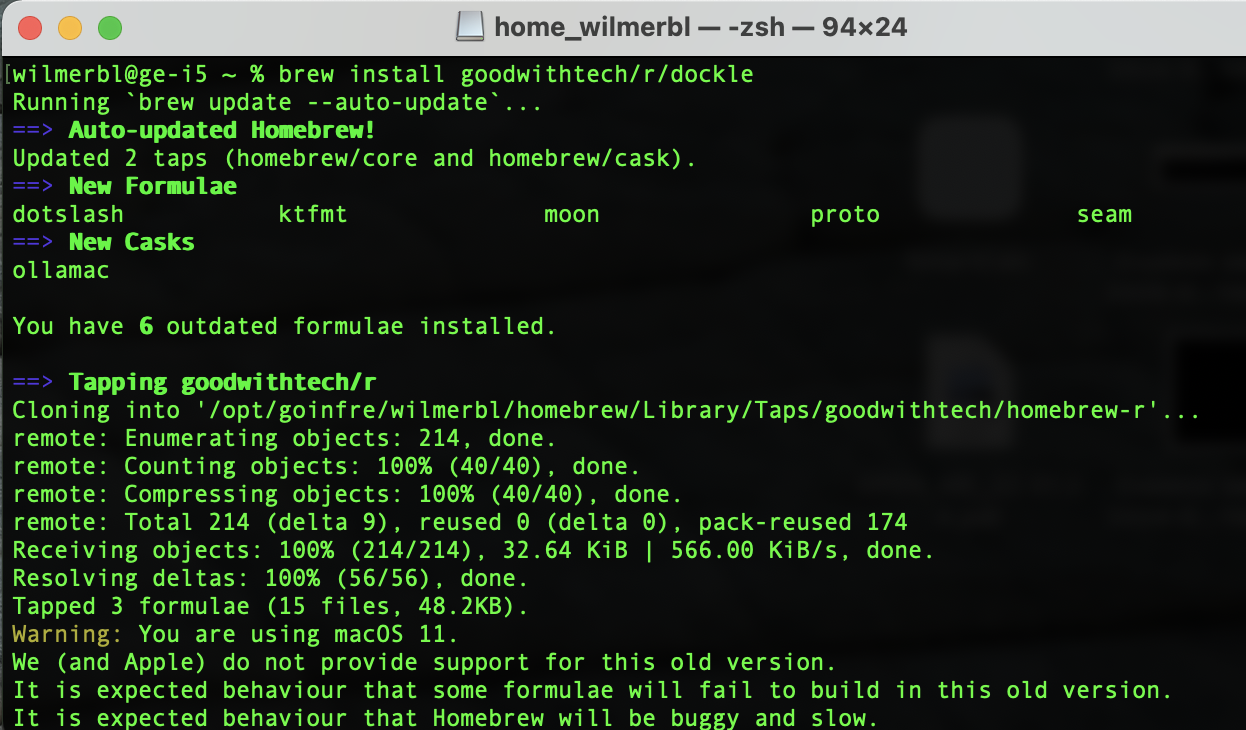 home_wilmerbl — -zsh — 94×24
[wilmerbl@ge-i5 ~ % brew install goodwithtech/r/dockle
Running `brew update --auto-update`...
==> Auto-updated Homebrew!
Updated 2 taps (homebrew/core and homebrew/cask).
==> New Formulae
dotslash ktfmt moon proto seam
==> New Casks
ollamac
You have 6 outdated formulae installed.
==> Tapping goodwithtech/r
Cloning into '/opt/goinfre/wilmerbl/homebrew/Library/Taps/goodwithtech/homebrew-r'...
remote: Enumerating objects: 214, done.
remote: Counting objects: 100% (40/40), done.
remote: Compressing objects: 100% (40/40), done.
remote: Total 214 (delta 9), reused 0 (delta 0), pack-reused 174
Receiving objects: 100% (214/214), 32.64 KiB | 566.00 KiB/s, done.
Resolving deltas: 100% (56/56), done.
Tapped 3 formulae (15 files, 48.2KB).
Warning: You are using macOS 11.
We (and Apple) do not provide support for this old version.
It is expected behaviour that some formulae will fail to build in this old version.
It is expected behaviour that Homebrew will be buggy and slow.